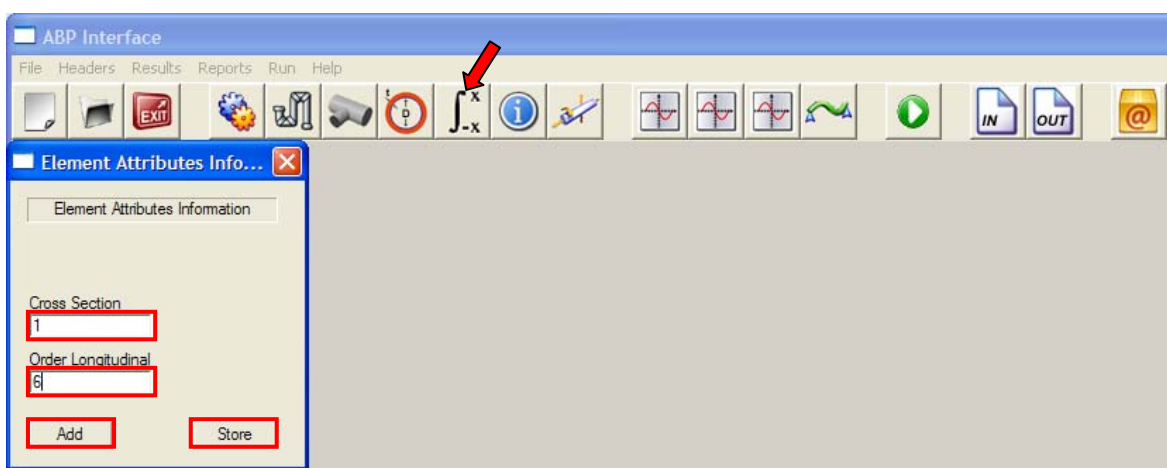 ABP Interface
File Headers Results Reports Run Help
EXIT
t
x
-x
i
IN
OUT
@
Element Attributes Info...
Element Attributes Information
Cross Section
1
Order Longitudinal
6
Add Store